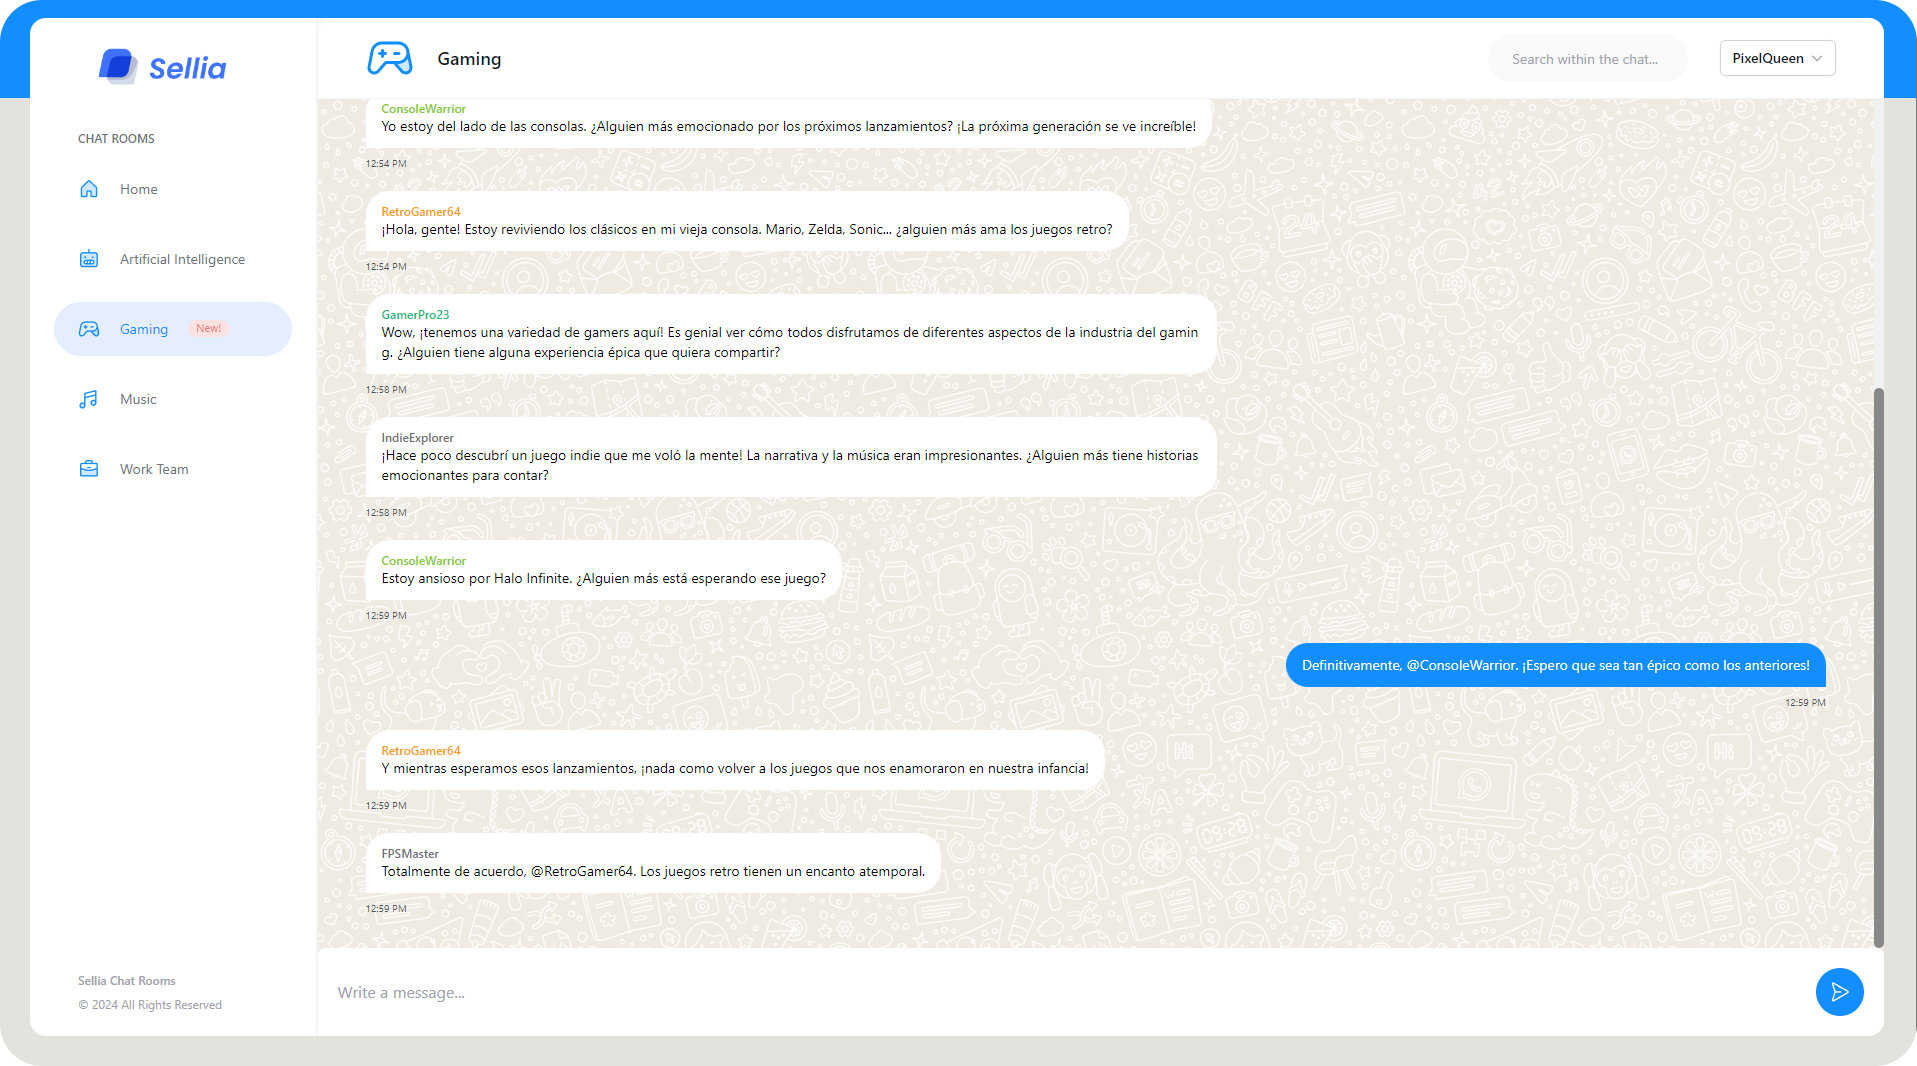 Sellia
CHAT ROOMS
Home
Artificial Intelligence
Gaming New!
Music
Work Team
Sellia Chat Rooms
© 2024 All Rights Reserved
Gaming
Search within the chat...
PixelQueen
ConsoleWarrior
Yo estoy del lado de las consolas. ¿Alguien más emocionado por los próximos lanzamientos? ¡La próxima generación se ve increíble!
12:54 PM
RetroGamer64
¡Hola, gente! Estoy reviviendo los clásicos en mi vieja consola. Mario, Zelda, Sonic... ¿alguien más ama los juegos retro?
12:54 PM
GamerPro23
Wow, ¡tenemos una variedad de gamers aquí! Es genial ver cómo todos disfrutamos de diferentes aspectos de la industria del gamin
g. ¿Alguien tiene alguna experiencia épica que quiera compartir?
12:58 PM
IndieExplorer
¡Hace poco descubrí un juego indie que me voló la mente! La narrativa y la música eran impresionantes. ¿Alguien más tiene historias
emocionantes para contar?
12:58 PM
ConsoleWarrior
Estoy ansioso por Halo Infinite. ¿Alguien más está esperando ese juego?
12:59 PM
Definitivamente, @ConsoleWarrior. ¡Espero que sea tan épico como los anteriores!
12:59 PM
RetroGamer64
Y mientras esperamos esos lanzamientos, ¡nada como volver a los juegos que nos enamoraron en nuestra infancia!
12:59 PM
FPSMaster
Totalmente de acuerdo, @RetroGamer64. Los juegos retro tienen un encanto atemporal.
12:59 PM
Write a message...